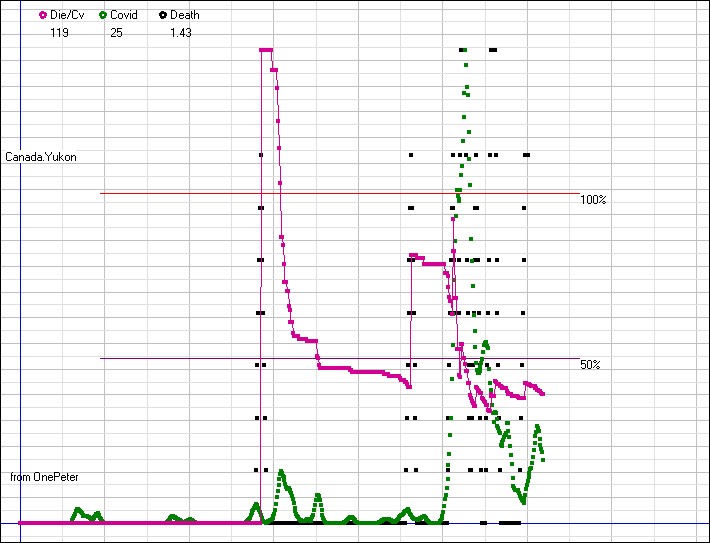 Die/Cv Covid Death
119 25 1.43
Canada.Yukon
100%
50%
from OnePeter